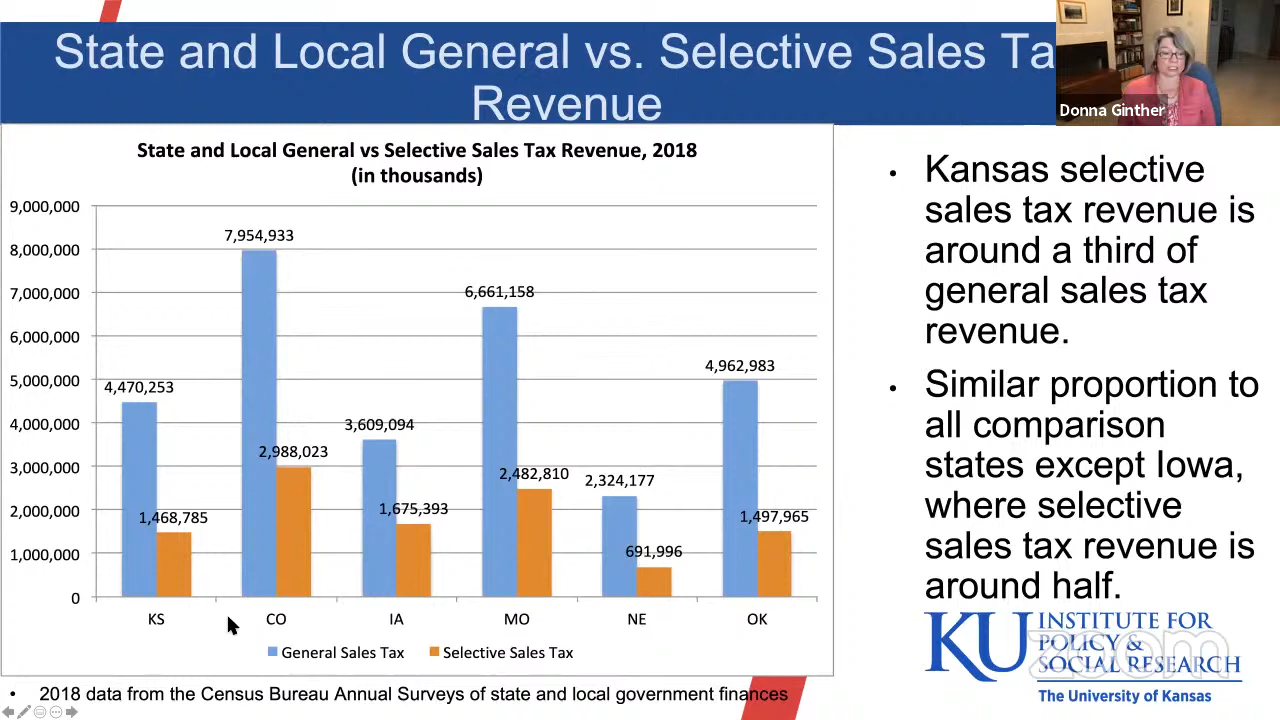 State and Local General vs. Selective Sales Ta
Revenue
Donna Ginther
State and Local General vs Selective Sales Tax Revenue, 2018
(in thousands)
9,000,000
8,000,000
7,000,000
6,000,000
5,000,000
4,000,000
3,000,000
2,000,000
1,000,000
0
4,470,253
1,468,785
7,954,933
2,988,023
3,609,094
1,675,393
6,661,158
2,482,810
2,324,177
691,996
4,962,983
1,497,965
KS CO IA MO NE OK
General Sales Tax Selective Sales Tax
• Kansas selective
sales tax revenue is
around a third of
general sales tax
revenue.
• Similar proportion to
all comparison
states except Iowa,
where selective
sales tax revenue is
around half.
KU INSTITUTE FOR
POLICY &
SOCIAL RESEARCH
The University of Kansas
zoom
• 2018 data from the Census Bureau Annual Surveys of state and local government finances